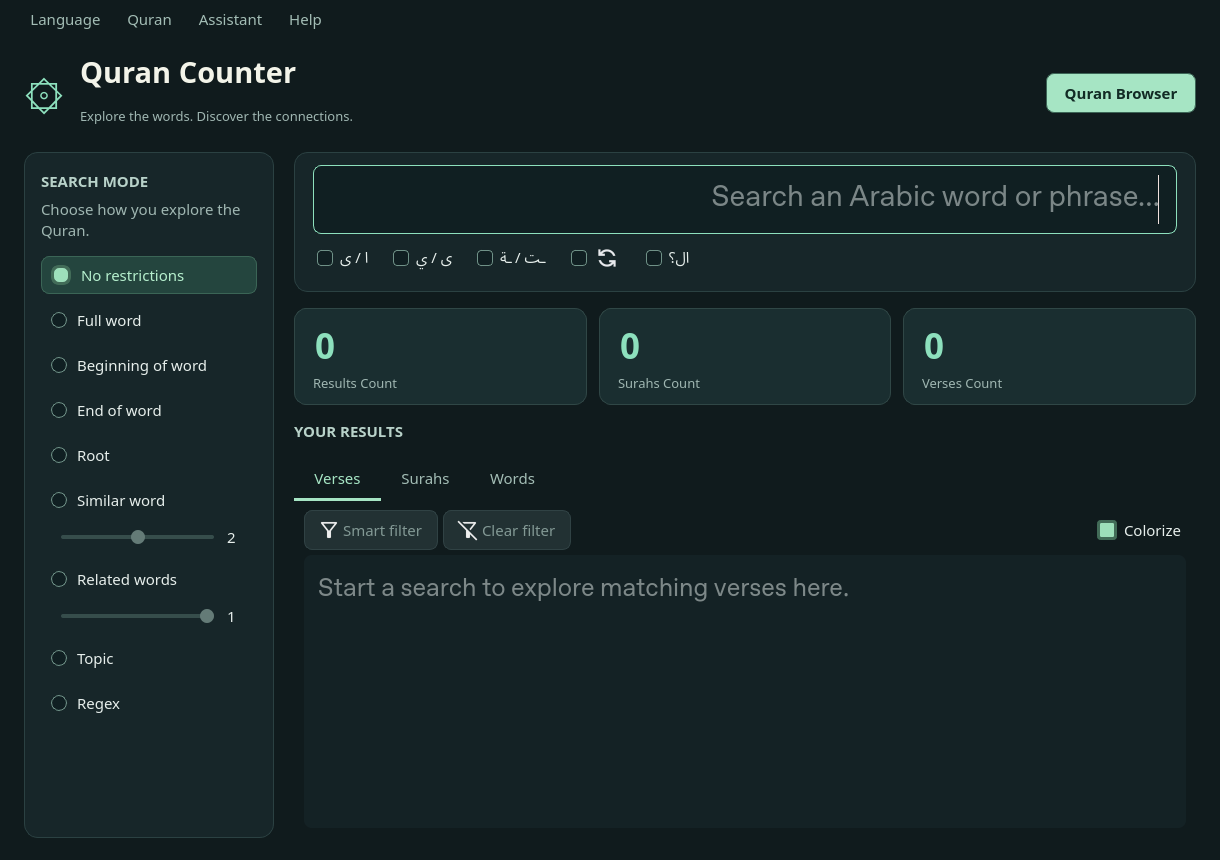 Language Quran Assistant Help
Quran Counter
Explore the words. Discover the connections.
Quran Browser
SEARCH MODE
Choose how you explore the
Quran.
No restrictions
Full word
Beginning of word
End of word
Root
Similar word
2
Related words
1
Topic
Regex
Search an Arabic word or phrase...
ا / ى
ى / ي
ـت / ـة
ال؟
0
Results Count
0
Surahs Count
0
Verses Count
YOUR RESULTS
Verses Surahs Words
Smart filter Clear filter Colorize
Start a search to explore matching verses here.